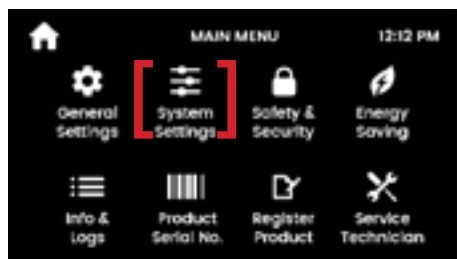 MAIN MENU
12:12 PM
General
Settings
System
Settings
Safety &
Security
Energy
Saving
Info &
Logs
Product
Serial No.
Register
Product
Service
Technician